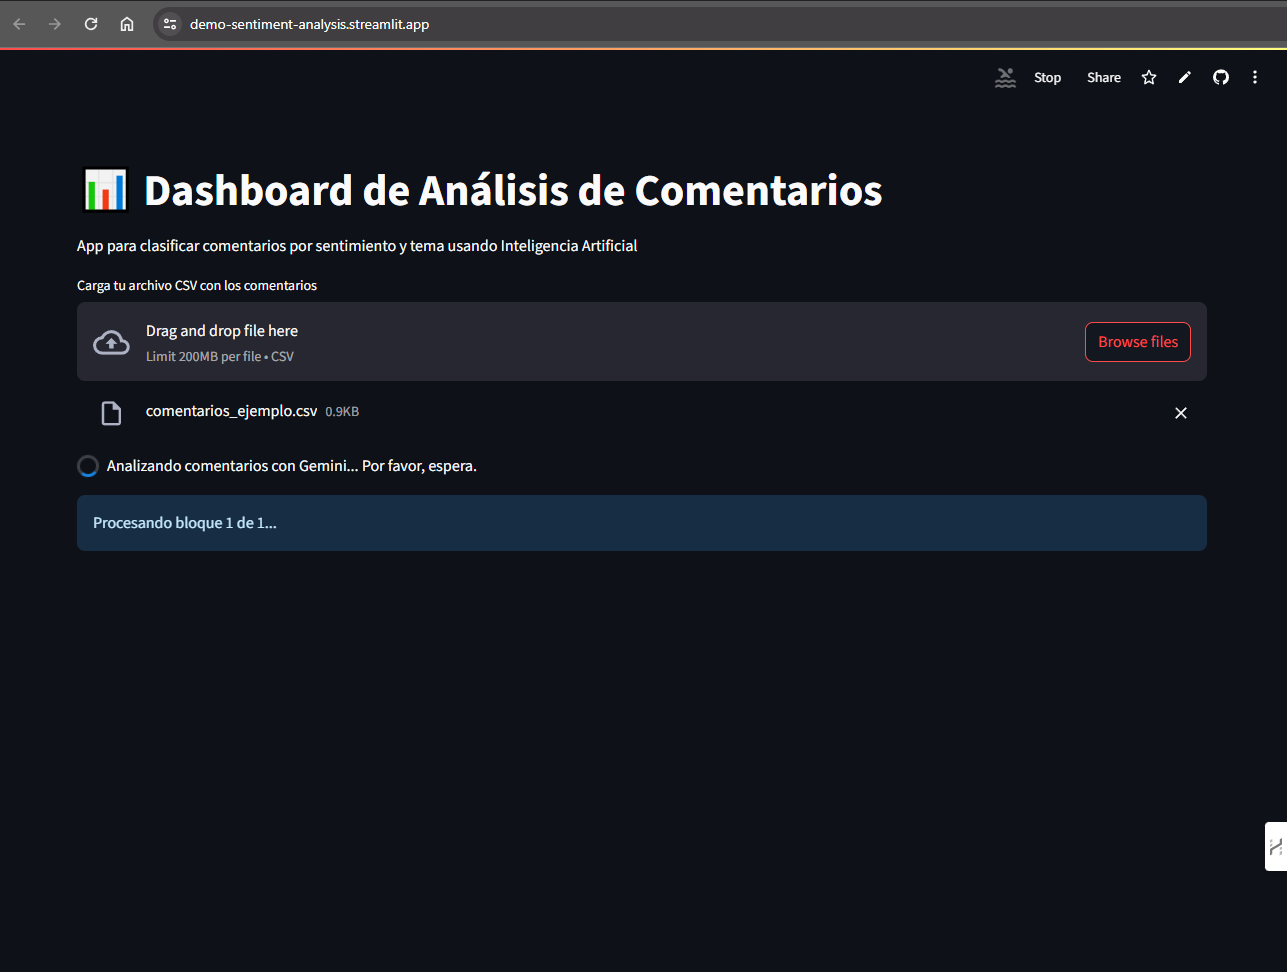 demo-sentiment-analysis.streamlit.app
Stop Share
Dashboard de Análisis de Comentarios
App para clasificar comentarios por sentimiento y tema usando Inteligencia Artificial
Carga tu archivo CSV con los comentarios
Drag and drop file here
Limit 200MB per file • CSV
Browse files
comentarios_ejemplo.csv 0.9KB
Analizando comentarios con Gemini... Por favor, espera.
Procesando bloque 1 de 1...